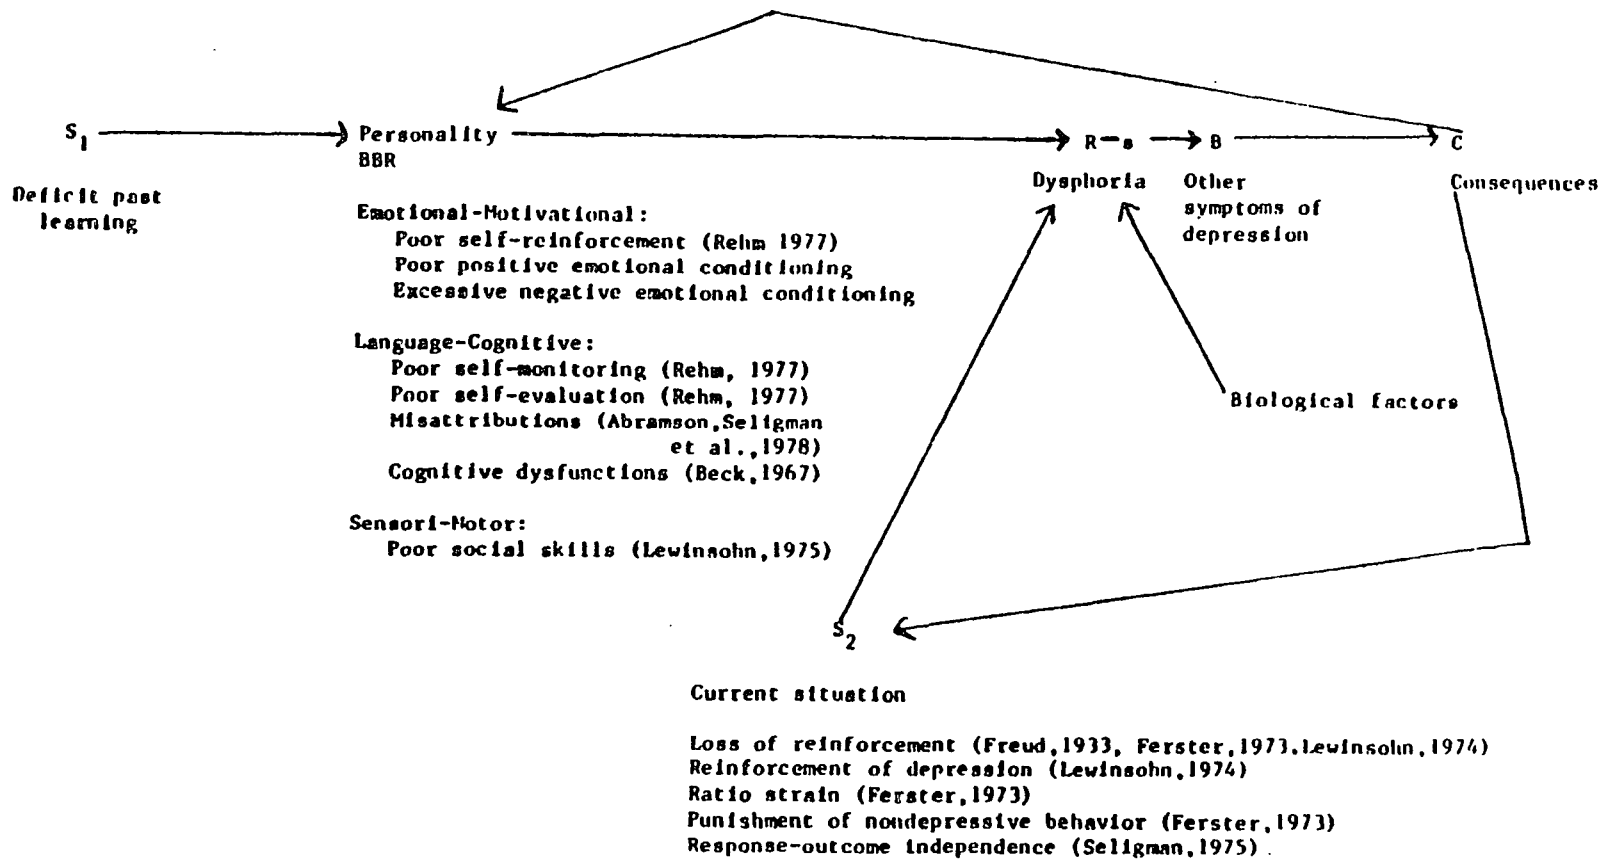 S1
Deficit past
learning
Personality
BBR
Emotional-Motivational:
Poor self-reinforcement (Rehm 1977)
Poor positive emotional conditioning
Excessive negative emotional conditioning
Language-Cognitive:
Poor self-monitoring (Rehm, 1977)
Poor self-evaluation (Rehm, 1977)
Misattributions (Abramson,Seligman
et al.,1978)
Cognitive dysfunctions (Beck,1967)
Sensori-Motor:
Poor social skills (Lewinsohn,1975)
R-s
Dysphoria
B
Other
symptoms of
depression
C
Consequences
Biological factors
S2
Current situation
Loss of reinforcement (Freud,1933, Ferster,1973.Lewinsohn,1974)
Reinforcement of depression (Lewinsohn,1974)
Ratio strain (Ferster,1973)
Punishment of nondepressive behavior (Ferster,1973)
Response-outcome independence (Seligman,1975).